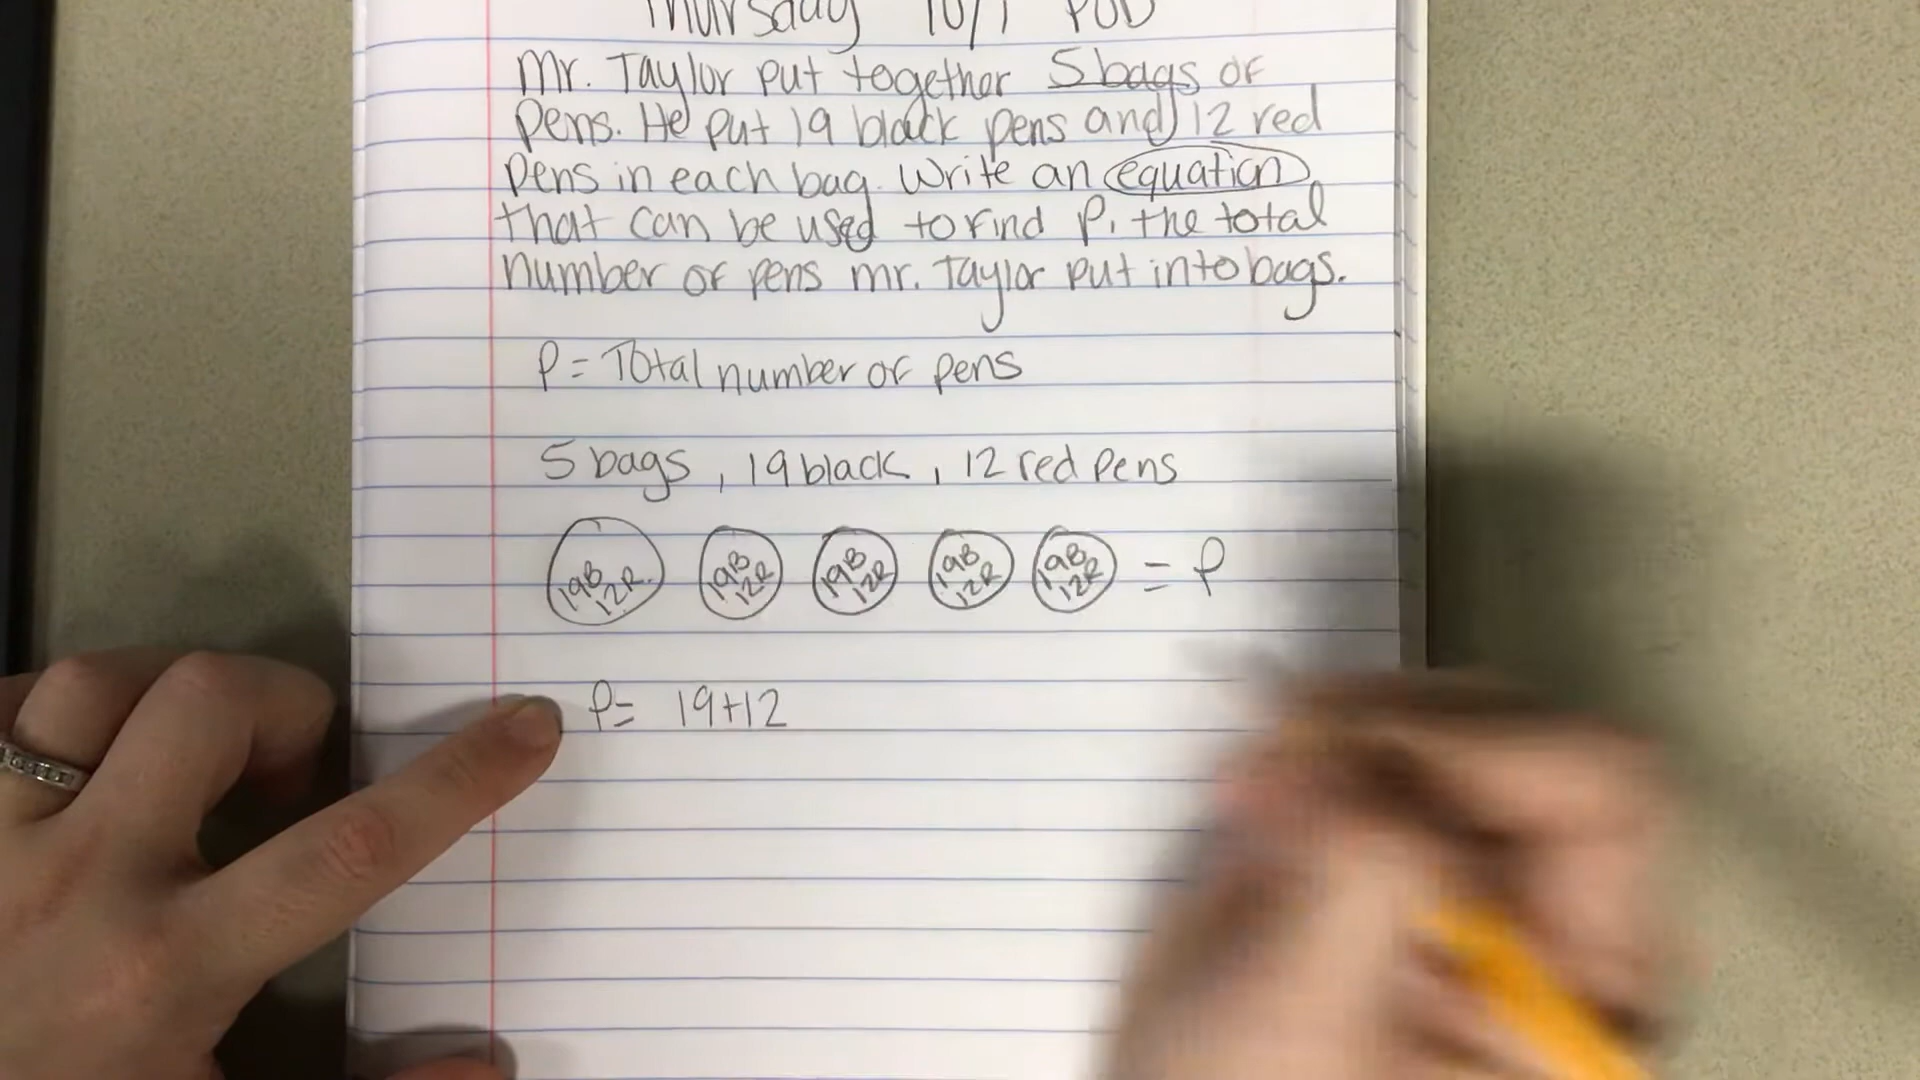 Thursday 10/1 POD
Mr. Taylor put together 5 bags of
Pens. He put 19 black pens and 12 red
pens in each bag. Write an equation
that can be used to find P, the total
number of pens mr. Taylor put into bags.
P = Total number of pens
5 bags, 19 black, 12 red pens
19B 12R. 19B 12R 19B 12R 19B 12R 19B 12R = P
P= 19+12